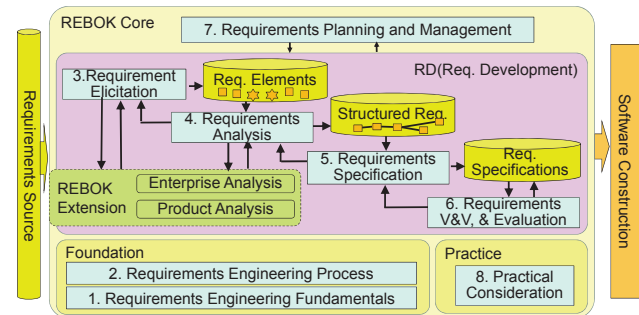 REBOK Core
7. Requirements Planning and Management
RD(Req. Development)
3.Requirement
Elicitation
Req. Elements
4. Requirements
Analysis
Structured Req.
5. Requirements
Specification
Req.
Specifications
6. Requirements
V&V, & Evaluation
REBOK
Extension
Enterprise Analysis
Product Analysis
Requirements Source
Software Construction
Foundation
2. Requirements Engineering Process
1. Requirements Engineering Fundamentals
Practice
8. Practical
Consideration